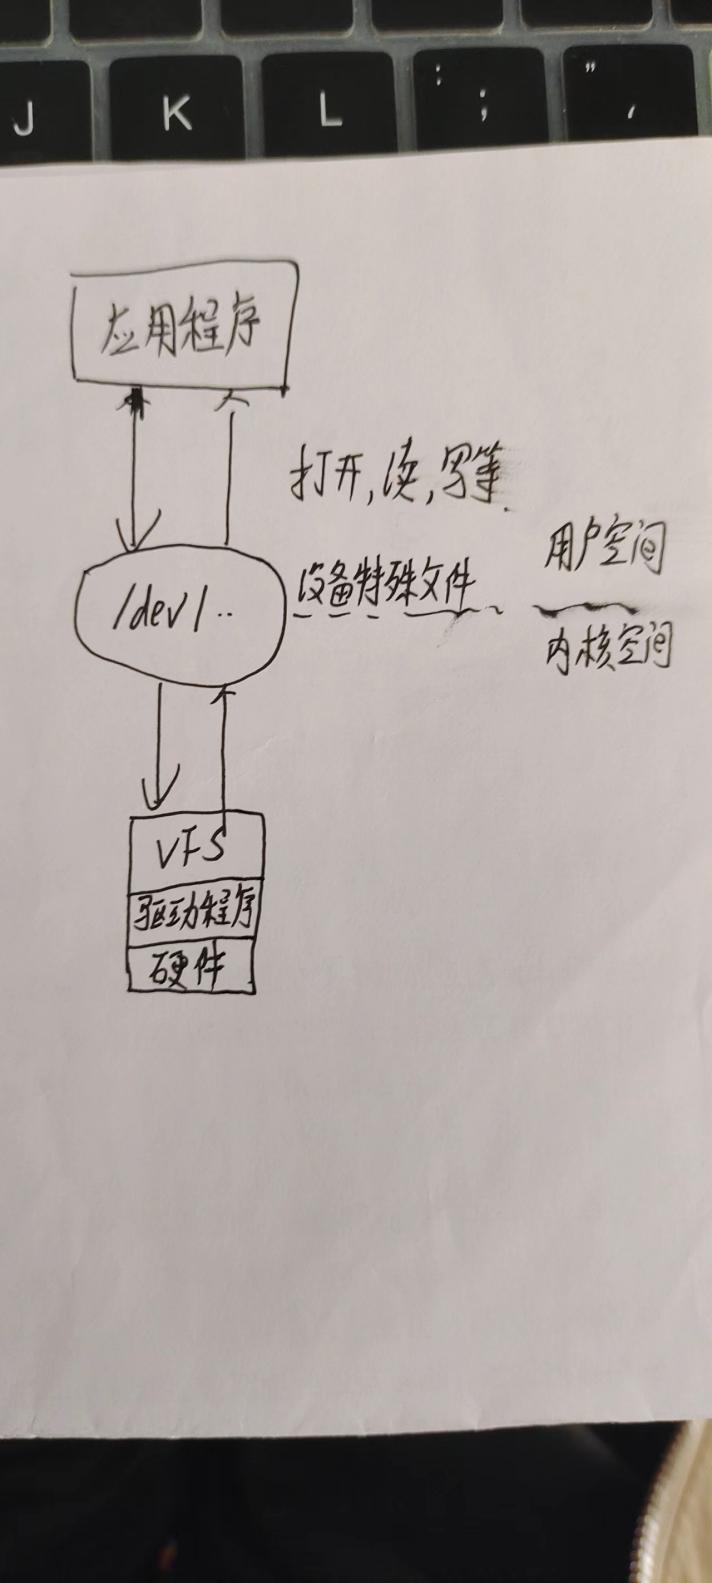 J K L : ; " ,
应用程序
打开,读,写等.
用户空间
设备特殊文件
/dev/..
内核空间
VFS
驱动程序
硬件